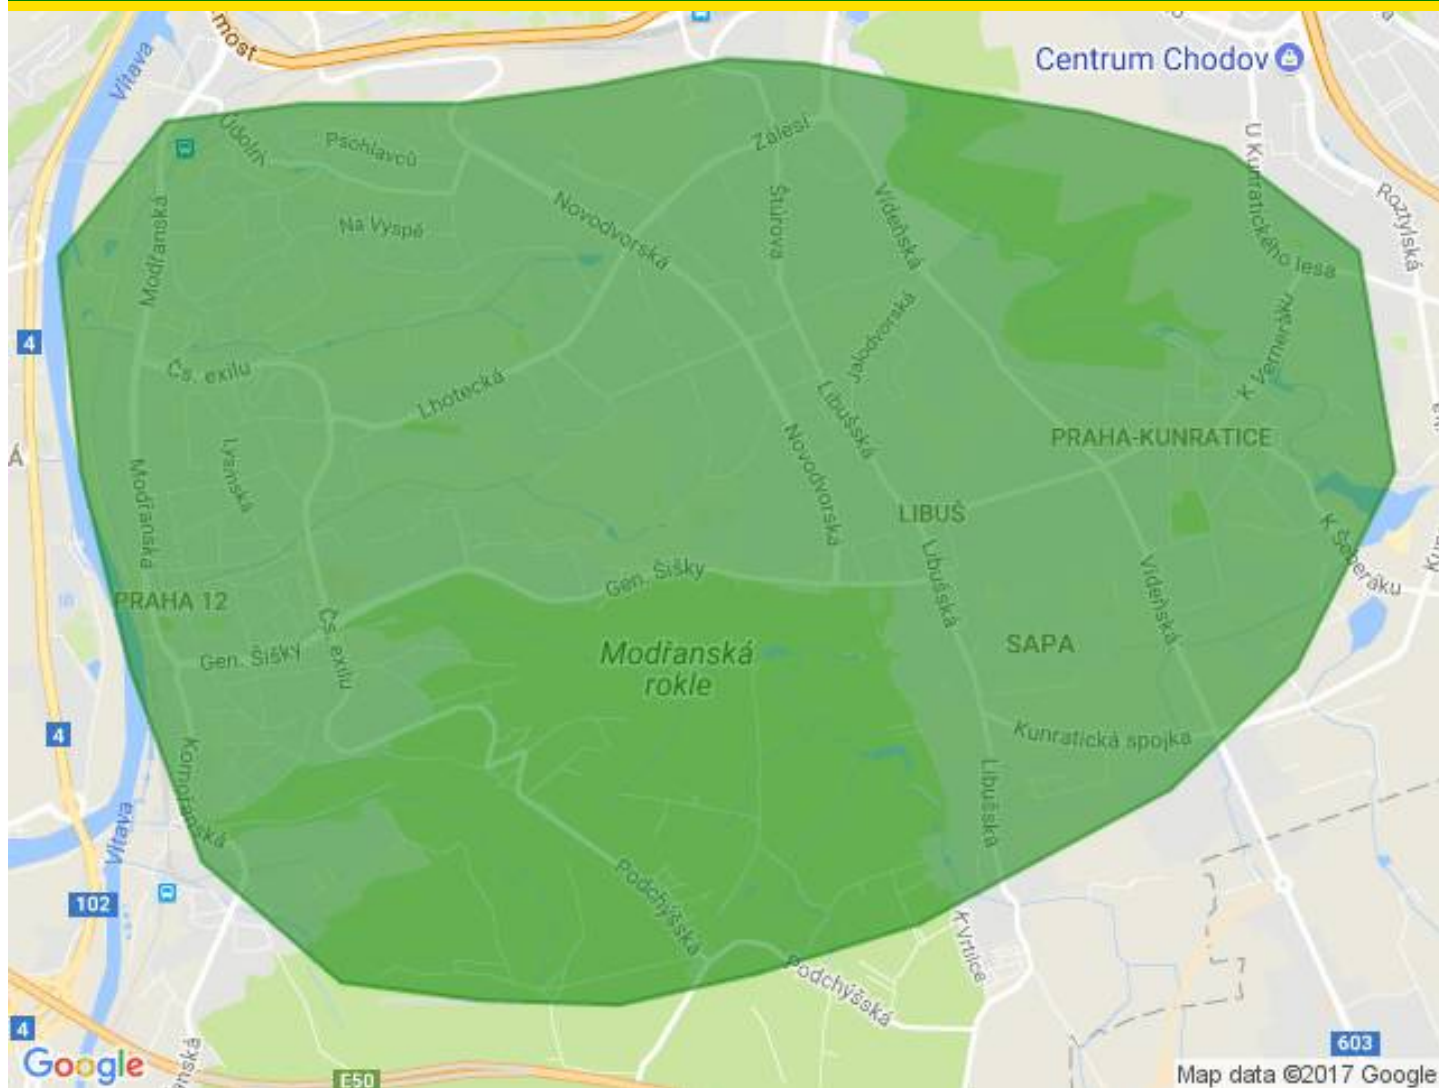 most
Vltava
Centrum Chodov
Údolní
Psohlavců
Zálesí
U Kunratického lesa
Roztylská
Modřanská
Na Vyspě
Novodvorská
Štúrova
Vídeňská
4
Čs. exilu
Lhotecká
Jalodvorská
K Verneráku
Á
Lysinská
Modřanská
Novodvorská
Libušská
PRAHA-KUNRATICE
LIBUŠ
K Šeberáku
PRAHA 12
Gen. Šišky
Gen. Šišky
Čs. exilu
Libušská
Vídeňská
Modřanská
rokle
SAPA
4
Komořanská
Kunratická spojka
Vltava
Libušská
102
Podchýšská
K Vrtilce
Podchýšská
4
Google
anská
E50
603
Map data ©2017 Google